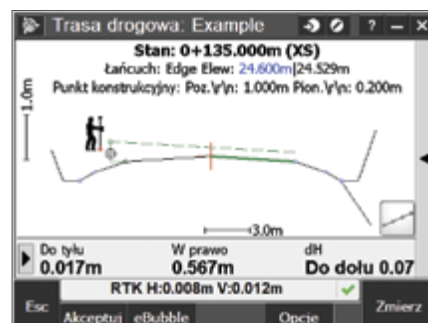 Trasa drogowa: Example ? – ×
Stan: 0+135.000m (XS)
Łańcuch: Edge Elew: 24.600m|24.529m
Punkt konstrukcyjny: Poz.\r\n: 1.000m Pion.\r\n: 0.200m
1.0m
3.0m
Do tyłu W prawo dH
0.017m 0.567m Do dołu 0.07
RTK H:0.008m V:0.012m
Esc Akceptuj eBubble Opcje Zmierz